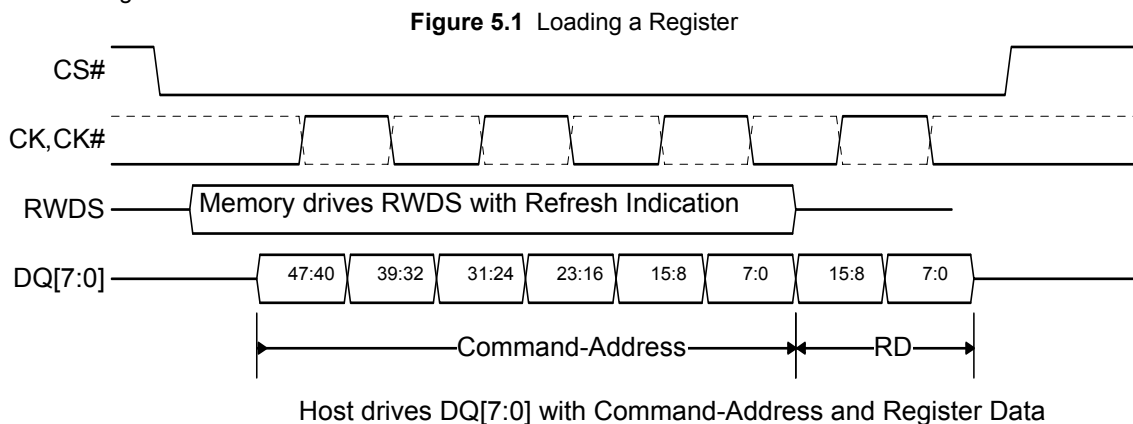 Figure 5.1 Loading a Register
CS#
CK,CK#
RWDS
Memory drives RWDS with Refresh Indication
DQ[7:0]
47:40 39:32 31:24 23:16 15:8 7:0 15:8 7:0
Command-Address
RD
Host drives DQ[7:0] with Command-Address and Register Data